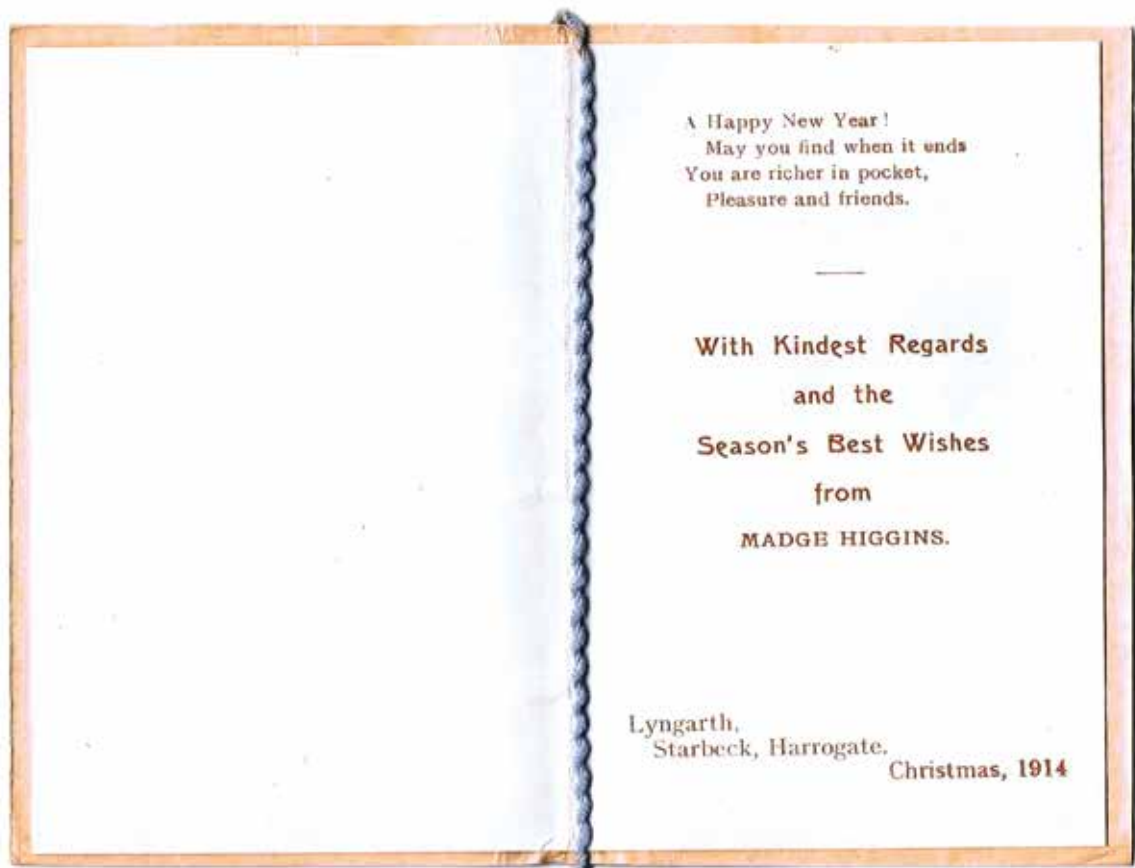 A Happy New Year!
May you find when it ends
You are richer in pocket,
Pleasure and friends.
With Kindest Regards
and the
Season's Best Wishes
from
MADGE HIGGINS.
Lyngarth,
Starbeck, Harrogate.
Christmas, 1914